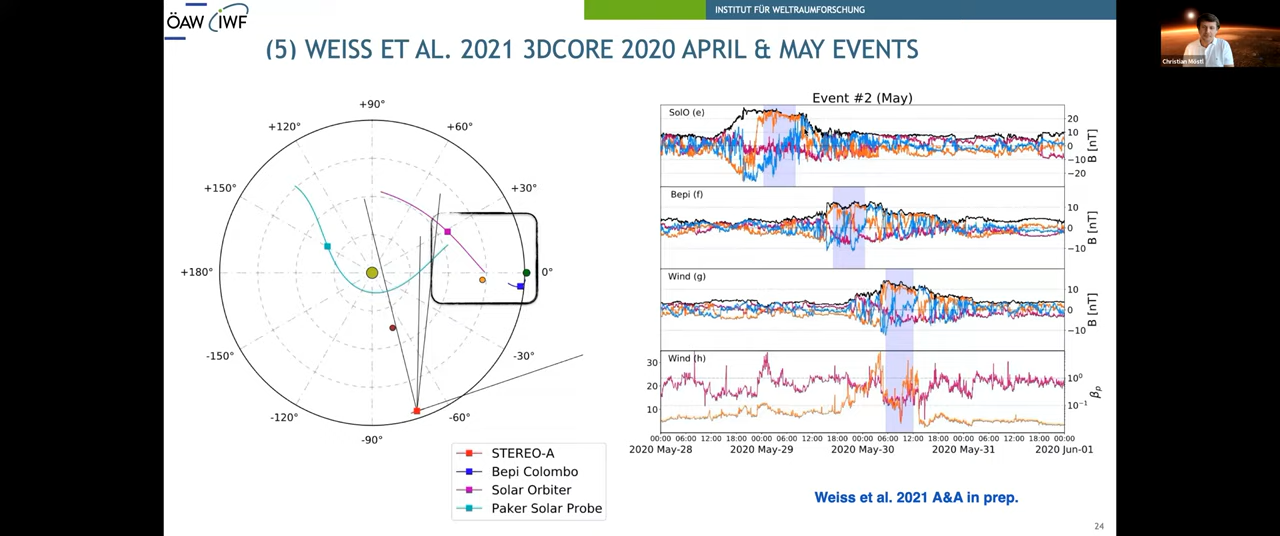 ÖAW IWF
INSTITUT FÜR WELTRAUMFORSCHUNG
Christian Möstl
(5) WEISS ET AL. 2021 3DCORE 2020 APRIL & MAY EVENTS
+90°
+120°
+60°
+150°
+30°
+180°
0°
-150°
-30°
-120°
-60°
-90°
STEREO-A
Bepi Colombo
Solar Orbiter
Paker Solar Probe
Event #2 (May)
SolO (e)
20
10
0
-10
-20
B [nT]
Bepi (f)
10
0
-10
B [nT]
Wind (g)
10
0
-10
B [nT]
Wind (h)
30
20
10
10⁰
10⁻¹
βp
00:00 06:00 12:00 18:00 00:00 06:00 12:00 18:00 00:00 06:00 12:00 18:00 00:00 06:00 12:00 18:00 00:00
2020 May-28 2020 May-29 2020 May-30 2020 May-31 2020 Jun-01
Weiss et al. 2021 A&A in prep.
24